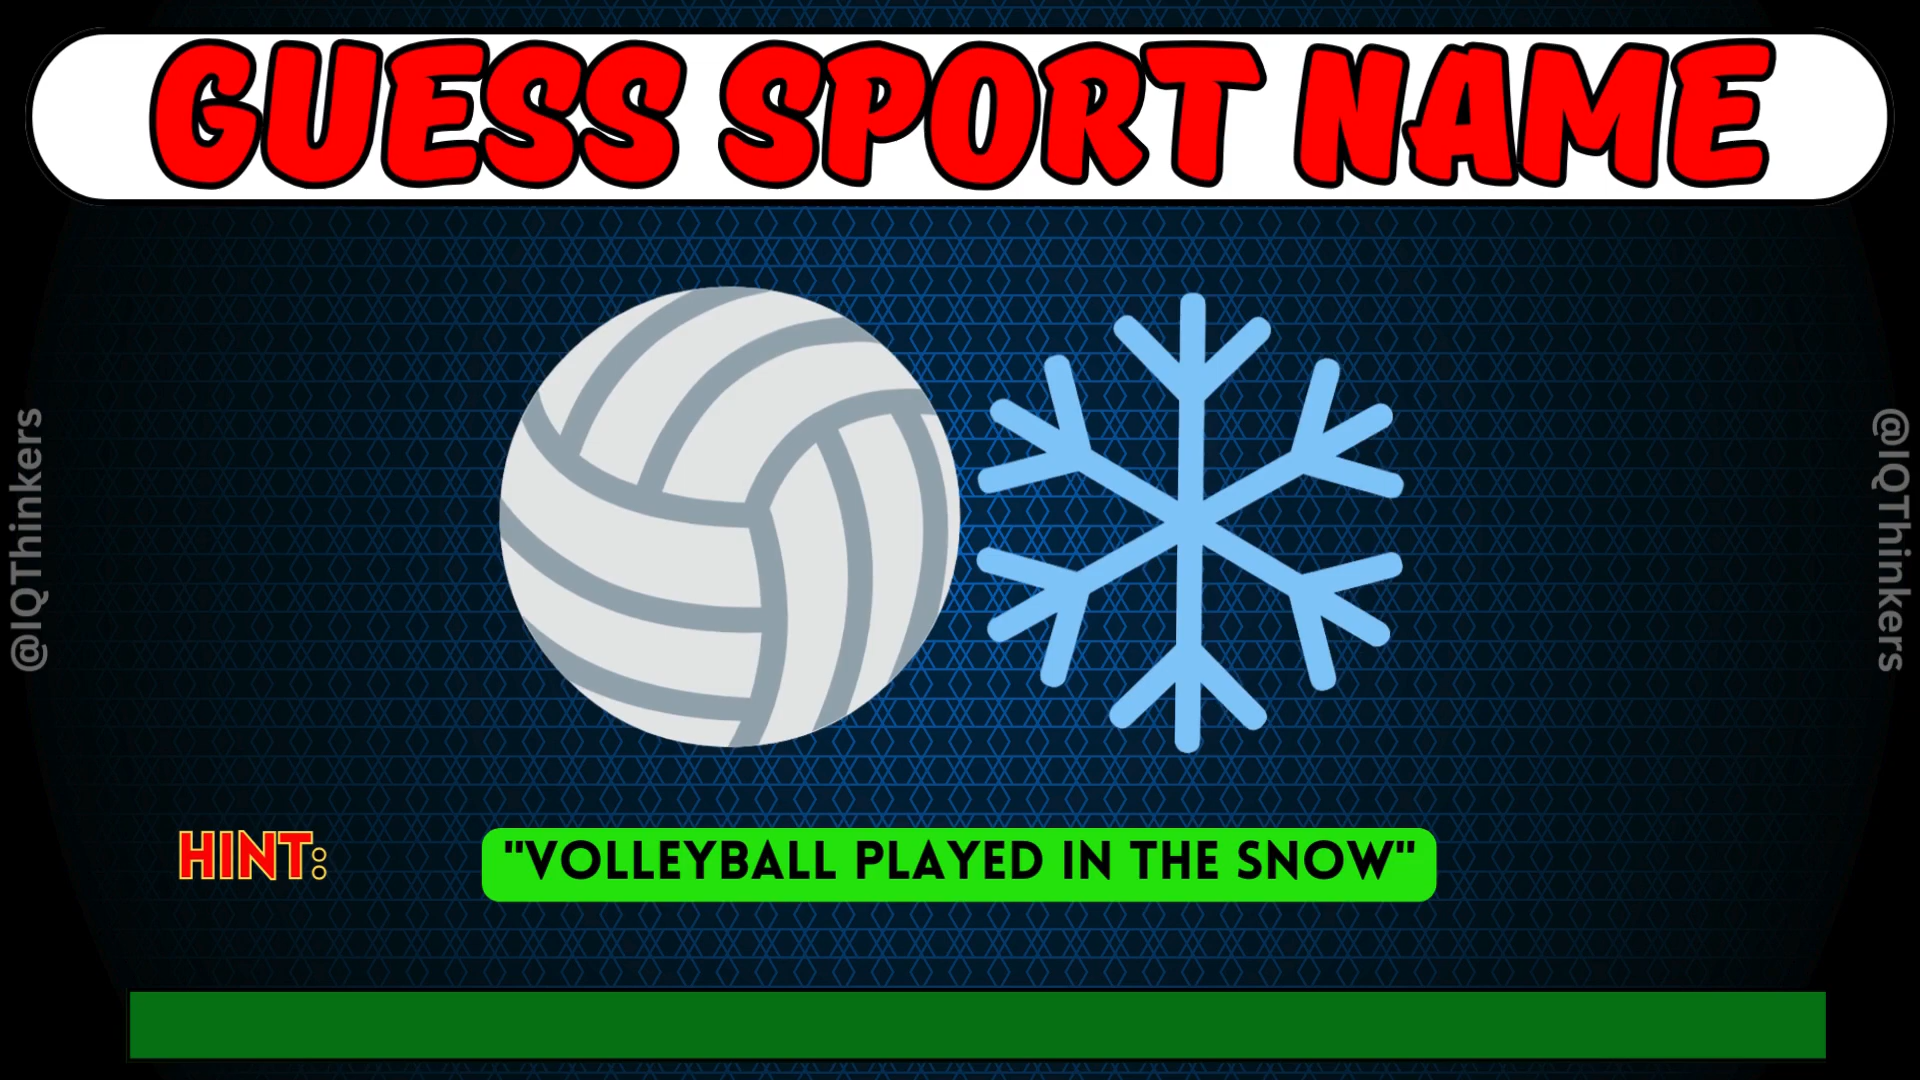 GUESS SPORT NAME
@IQThinkers
@IQThinkers
HINT:
"VOLLEYBALL PLAYED IN THE SNOW"